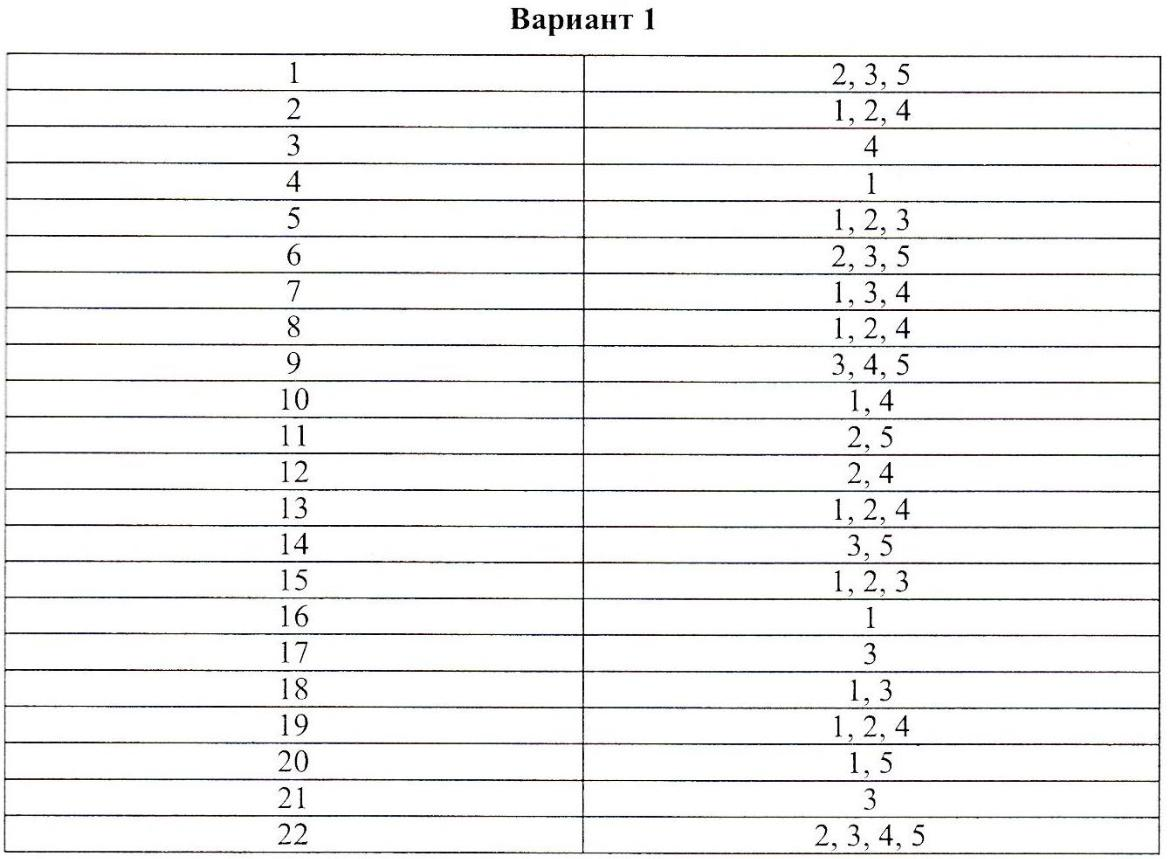 Вариант 1
1 2, 3, 5
2 1, 2, 4
3 4
4 1
5 1, 2, 3
6 2, 3, 5
7 1, 3, 4
8 1, 2, 4
9 3, 4, 5
10 1, 4
11 2, 5
12 2, 4
13 1, 2, 4
14 3, 5
15 1, 2, 3
16 1
17 3
18 1, 3
19 1, 2, 4
20 1, 5
21 3
22 2, 3, 4, 5